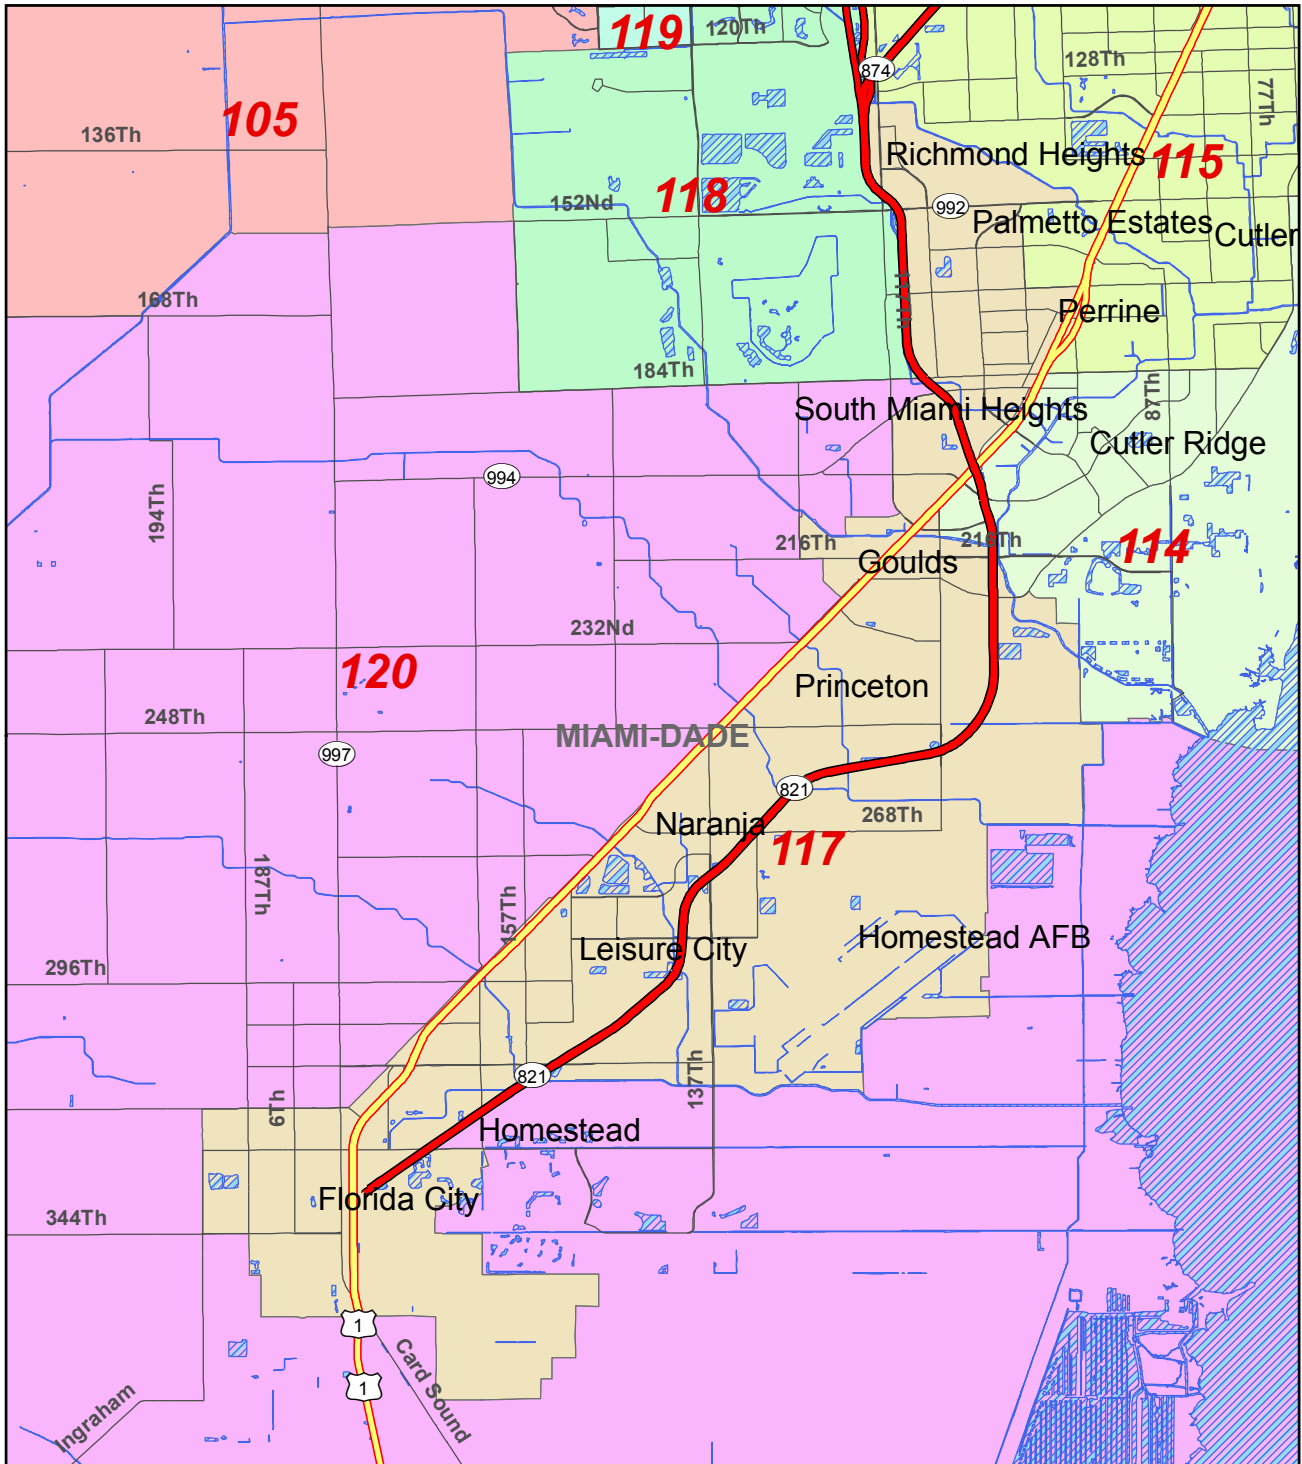 119
120Th
874
128Th
77Th
105
136Th
Richmond Heights
115
118
152Nd
992
Palmetto Estates
Cutler
117Th
168Th
Perrine
184Th
87Th
South Miami Heights
Cutler Ridge
994
194Th
216Th
216Th
114
Goulds
232Nd
120
Princeton
248Th
MIAMI-DADE
997
821
268Th
Naranja
117
187Th
157Th
Homestead AFB
Leisure City
296Th
821
137Th
6Th
Homestead
Florida City
344Th
1
Card Sound
1
Ingraham